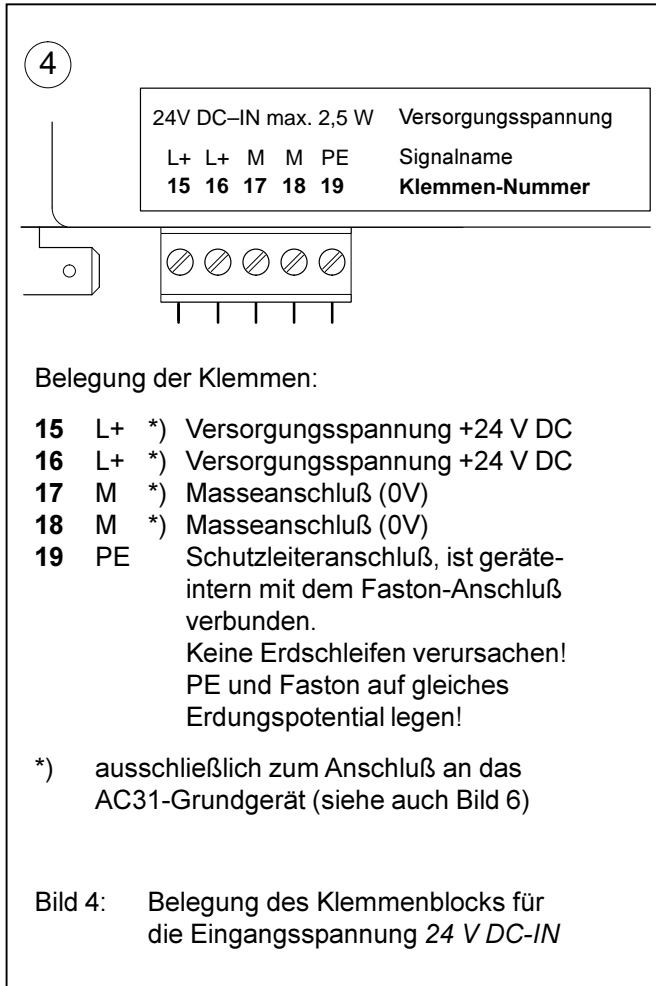 4
24V DC–IN max. 2,5 W Versorgungsspannung
L+ L+ M M PE Signalname
15 16 17 18 19 Klemmen-Nummer
Belegung der Klemmen:
15 L+ *) Versorgungsspannung +24 V DC
16 L+ *) Versorgungsspannung +24 V DC
17 M *) Masseanschluß (0V)
18 M *) Masseanschluß (0V)
19 PE Schutzleiteranschluß, ist geräte-
intern mit dem Faston-Anschluß
verbunden.
Keine Erdschleifen verursachen!
PE und Faston auf gleiches
Erdungspotential legen!
*) ausschließlich zum Anschluß an das
AC31-Grundgerät (siehe auch Bild 6)
Bild 4: Belegung des Klemmenblocks für
die Eingangsspannung 24 V DC-IN